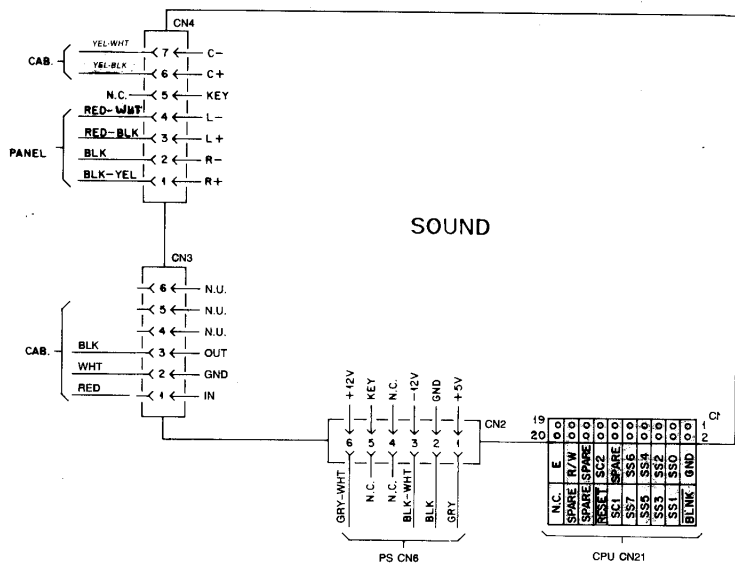 CN4
YEL-WHT 7 C-
CAB.
YEL-BLK 6 C+
N.C. 5 KEY
RED-WHT 4 L-
RED-BLK 3 L+
PANEL
BLK 2 R-
BLK-YEL 1 R+
SOUND
CN3
6 N.U.
5 N.U.
4 N.U.
CAB.
BLK 3 OUT
WHT 2 GND
RED 1 IN
+12V KEY N.C. -12V GND +5V
CN2
6 5 4 3 2 1
GRY-WHT N.C. N.C. BLK-WHT BLK GRY
PS CN6
CN
19 1
20 2
E R/W SPARE SC2 SPARE SS6 SS4 SS2 SS0 GND
N.C. SPARE SPARE RESET SC1 SS7 SS5 SS3 SS1 BLNK
CPU CN21